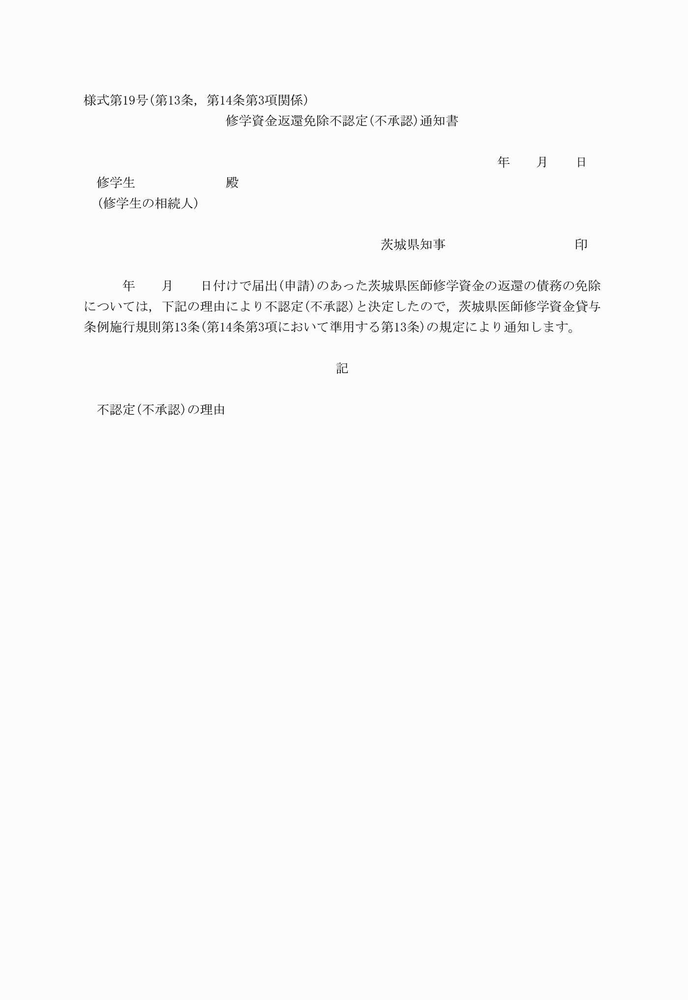 様式第19号(第13条，第14条第3項関係)
修学資金返還免除不認定(不承認)通知書
年　　月　　日
修学生　　　　　　　殿
(修学生の相続人)
茨城県知事　　　　　　　　　　印
年　　月　　日付けで届出(申請)のあった茨城県医師修学資金の返還の債務の免除
については，下記の理由により不認定(不承認)と決定したので，茨城県医師修学資金貸与
条例施行規則第13条(第14条第3項において準用する第13条)の規定により通知します。
記
不認定(不承認)の理由